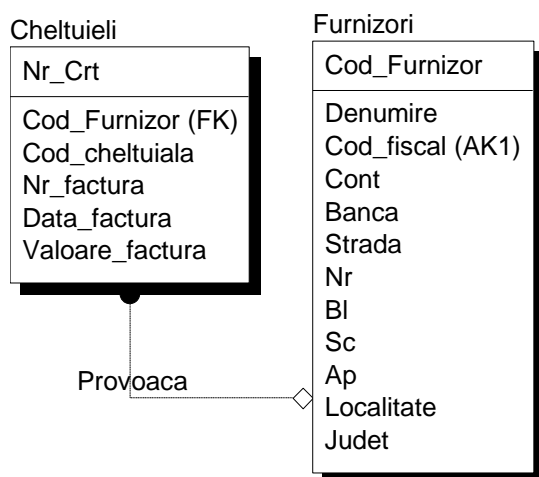 Cheltuieli
Nr_Crt
Cod_Furnizor (FK)
Cod_cheltuiala
Nr_factura
Data_factura
Valoare_factura
Provoaca
Furnizori
Cod_Furnizor
Denumire
Cod_fiscal (AK1)
Cont
Banca
Strada
Nr
Bl
Sc
Ap
Localitate
Judet